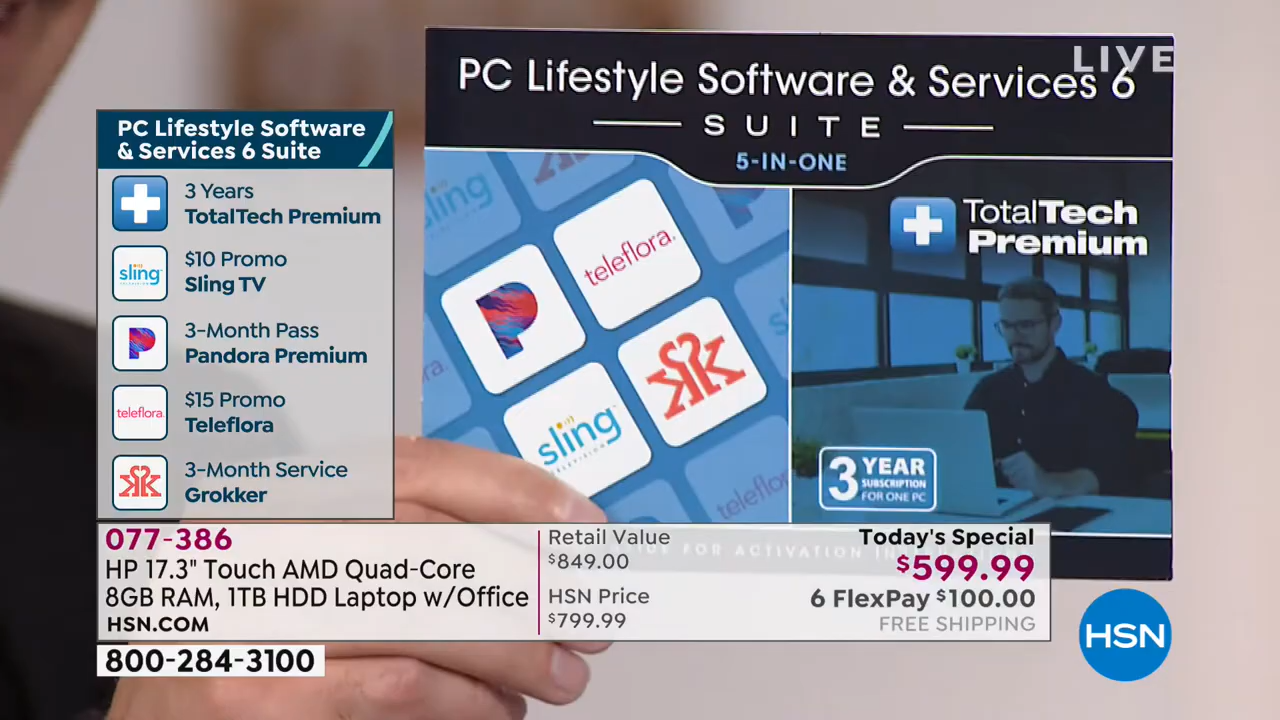 LIVE
PC Lifestyle Software & Services 6
SUITE
5-IN-ONE
TotalTech
Premium
teleflora.
sling
TELEVISION
sling
3 YEAR
SUBSCRIPTION
FOR ONE PC
teleflora
PC Lifestyle Software
& Services 6 Suite
3 Years
TotalTech Premium
sling
TELEVISION
$10 Promo
Sling TV
3-Month Pass
Pandora Premium
teleflora.
$15 Promo
Teleflora
3-Month Service
Grokker
077-386
HP 17.3" Touch AMD Quad-Core
8GB RAM, 1TB HDD Laptop w/Office
HSN.COM
Retail Value
$849.00
HSN Price
$799.99
Today's Special
$599.99
6 FlexPay $100.00
FREE SHIPPING
HSN
800-284-3100